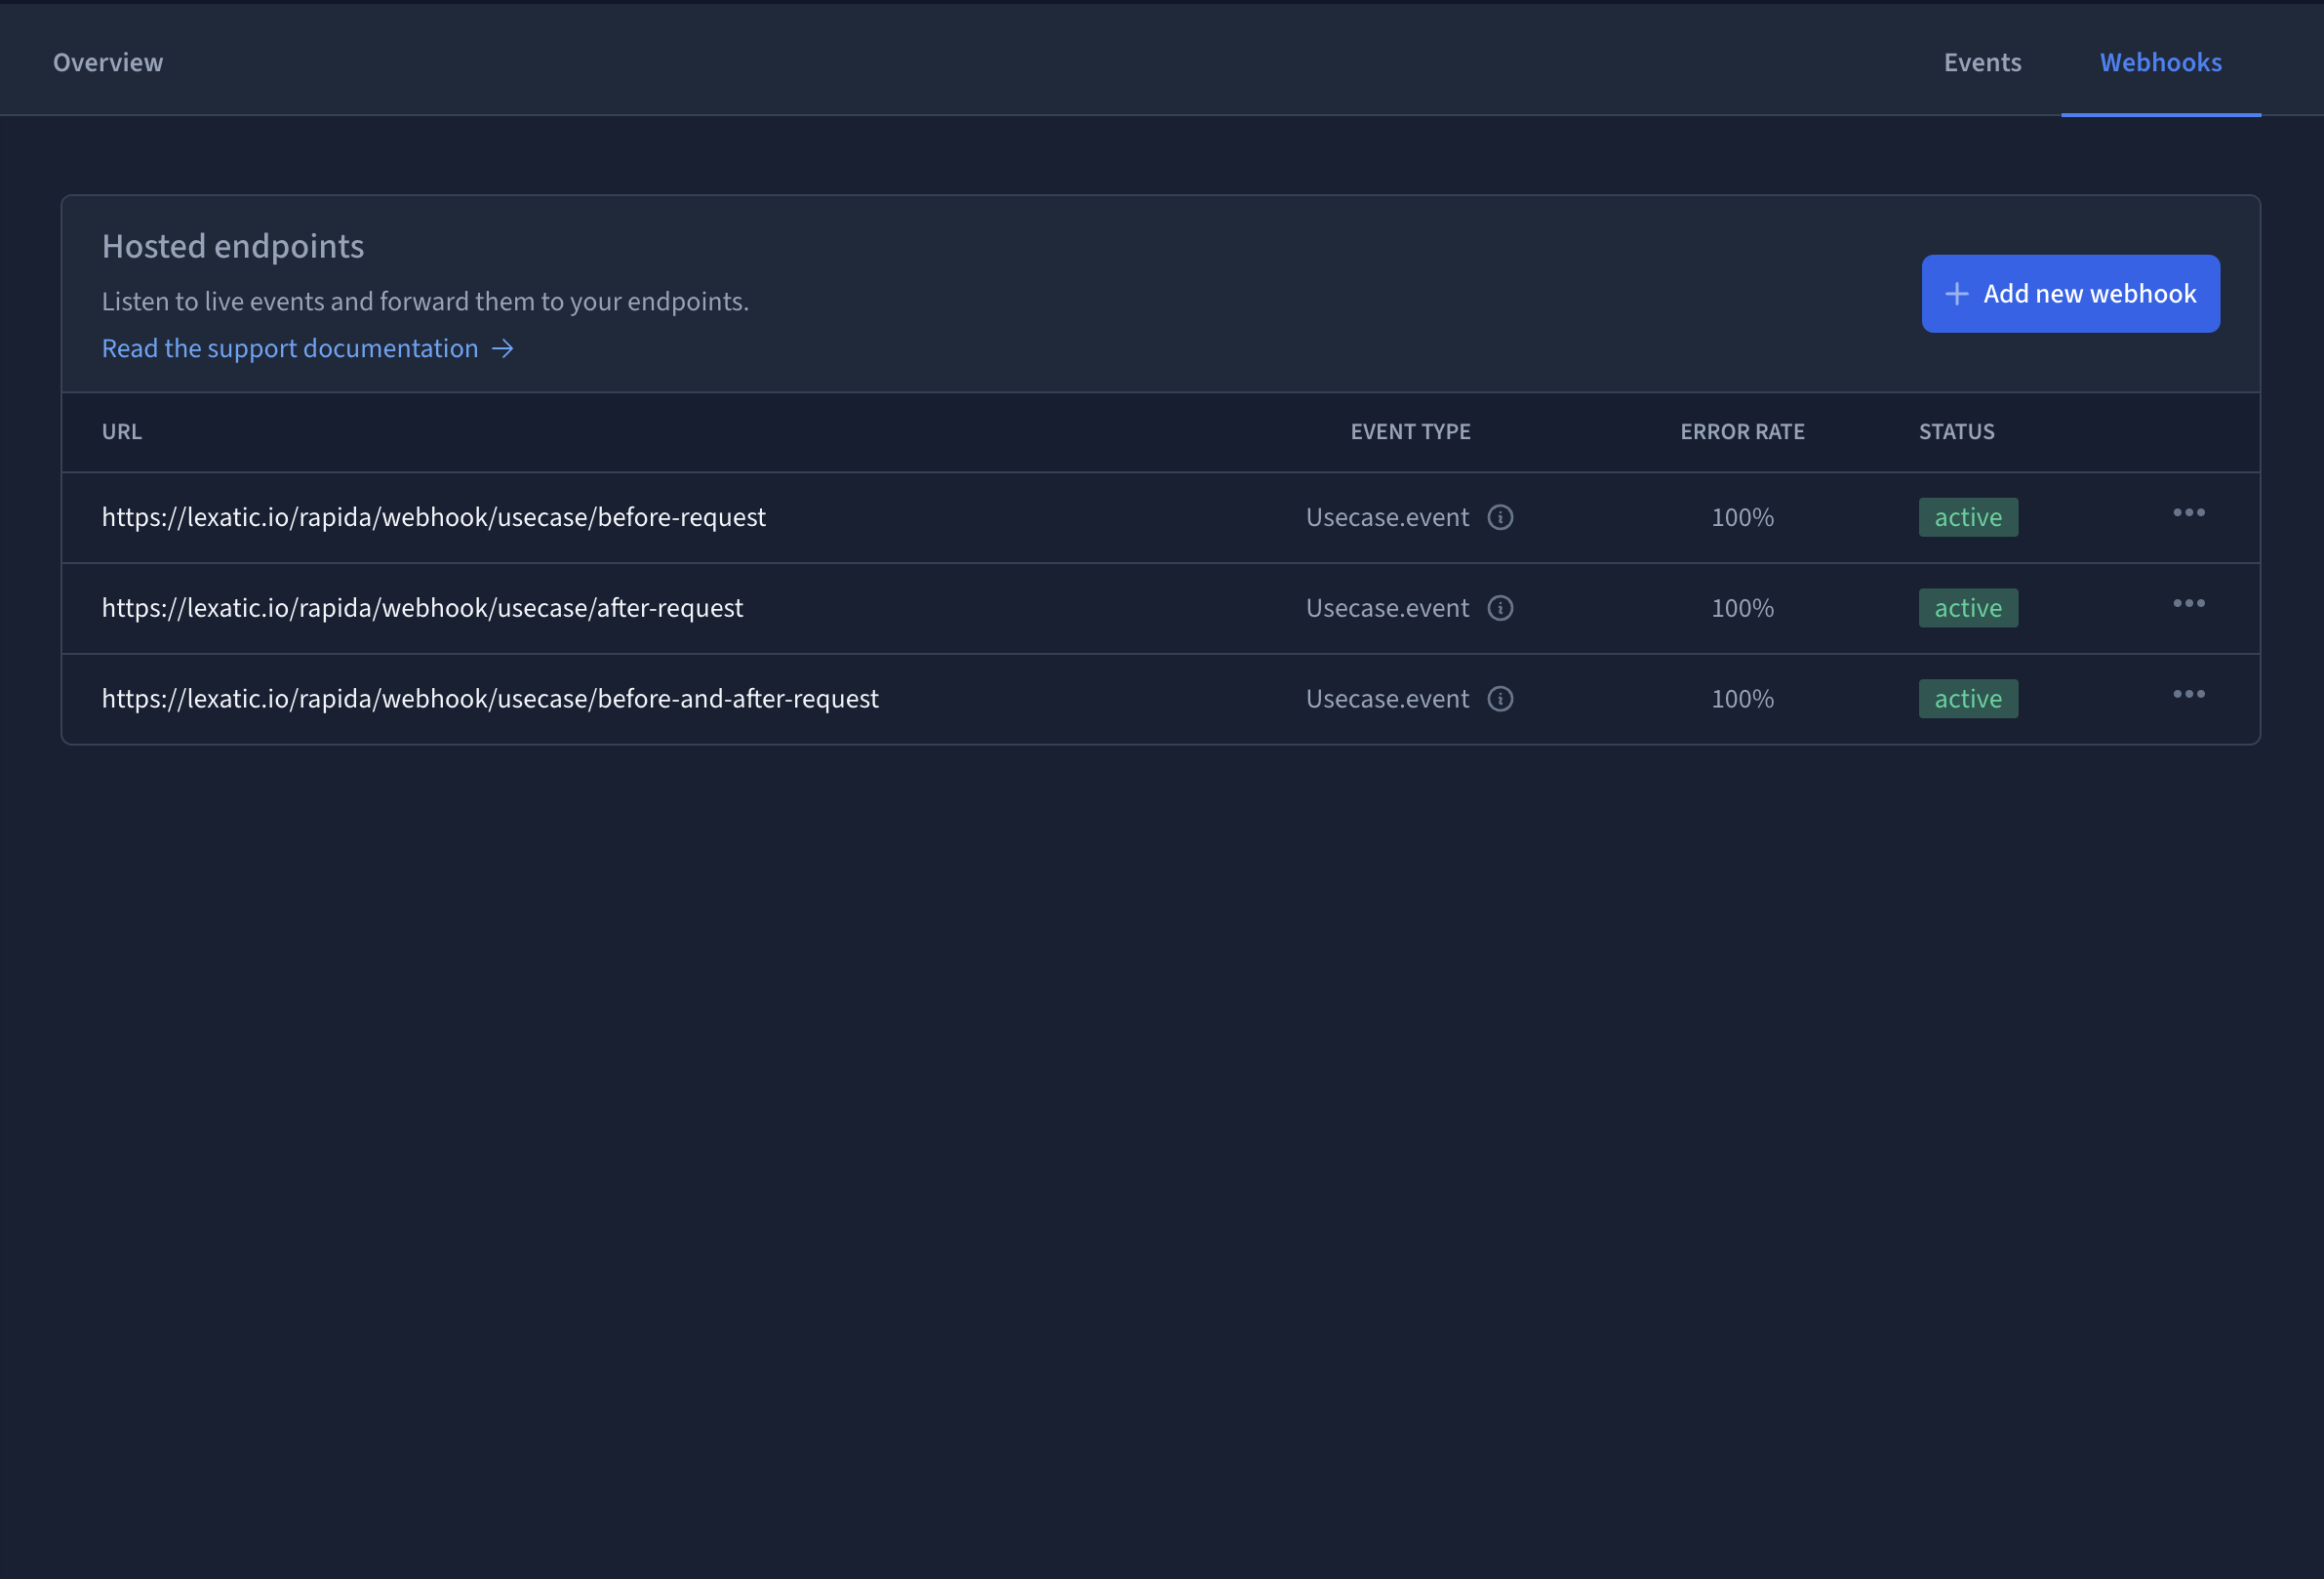 Overview
Events
Webhooks
Hosted endpoints
Listen to live events and forward them to your endpoints.
Read the support documentation →
+ Add new webhook
URL
EVENT TYPE
ERROR RATE
STATUS
https://lexatic.io/rapida/webhook/usecase/before-request
Usecase.event
100%
active
https://lexatic.io/rapida/webhook/usecase/after-request
Usecase.event
100%
active
https://lexatic.io/rapida/webhook/usecase/before-and-after-request
Usecase.event
100%
active